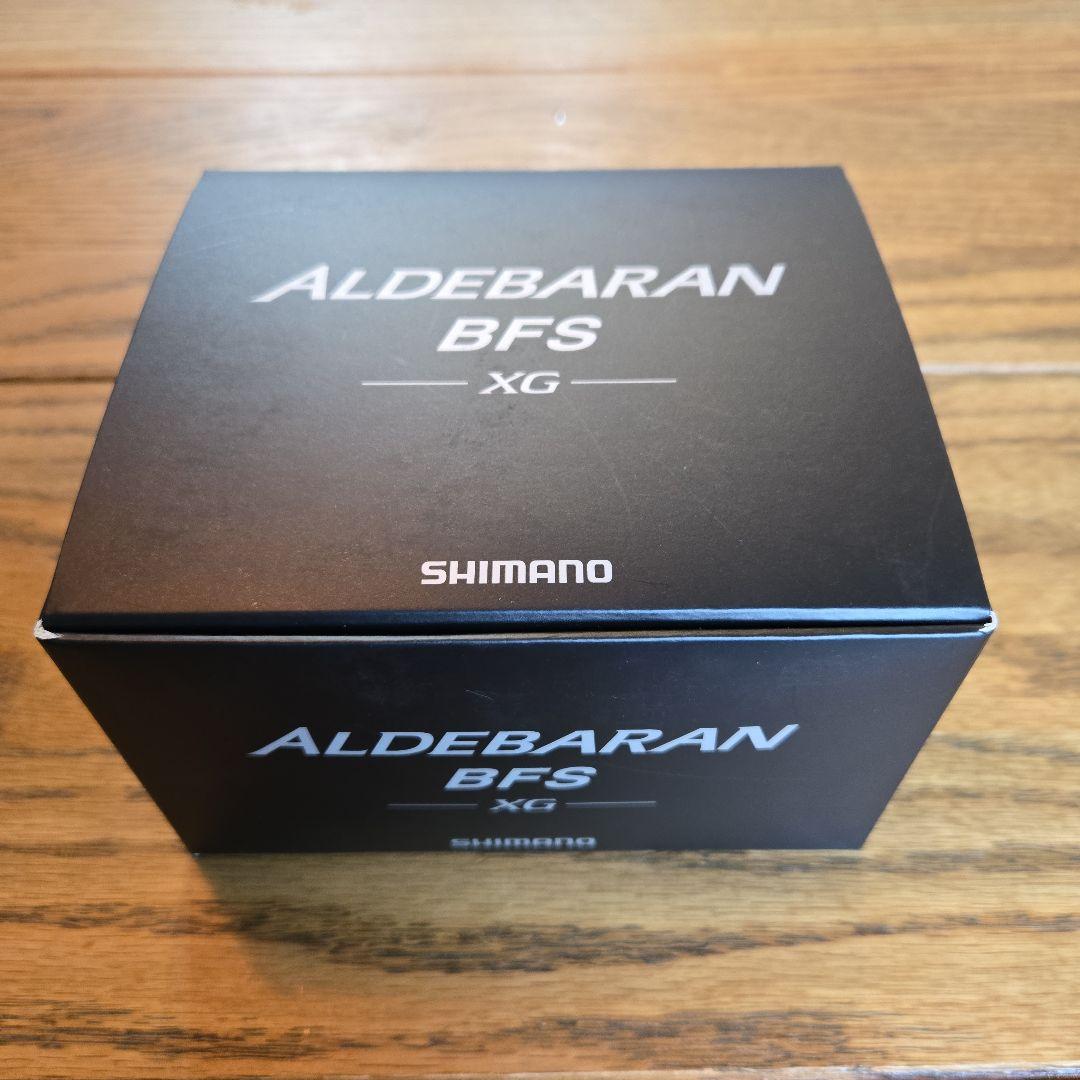 ALDEBARAN
BFS
XG
SHIMANO
ALDEBARAN
BFS
XG
SHIMANO